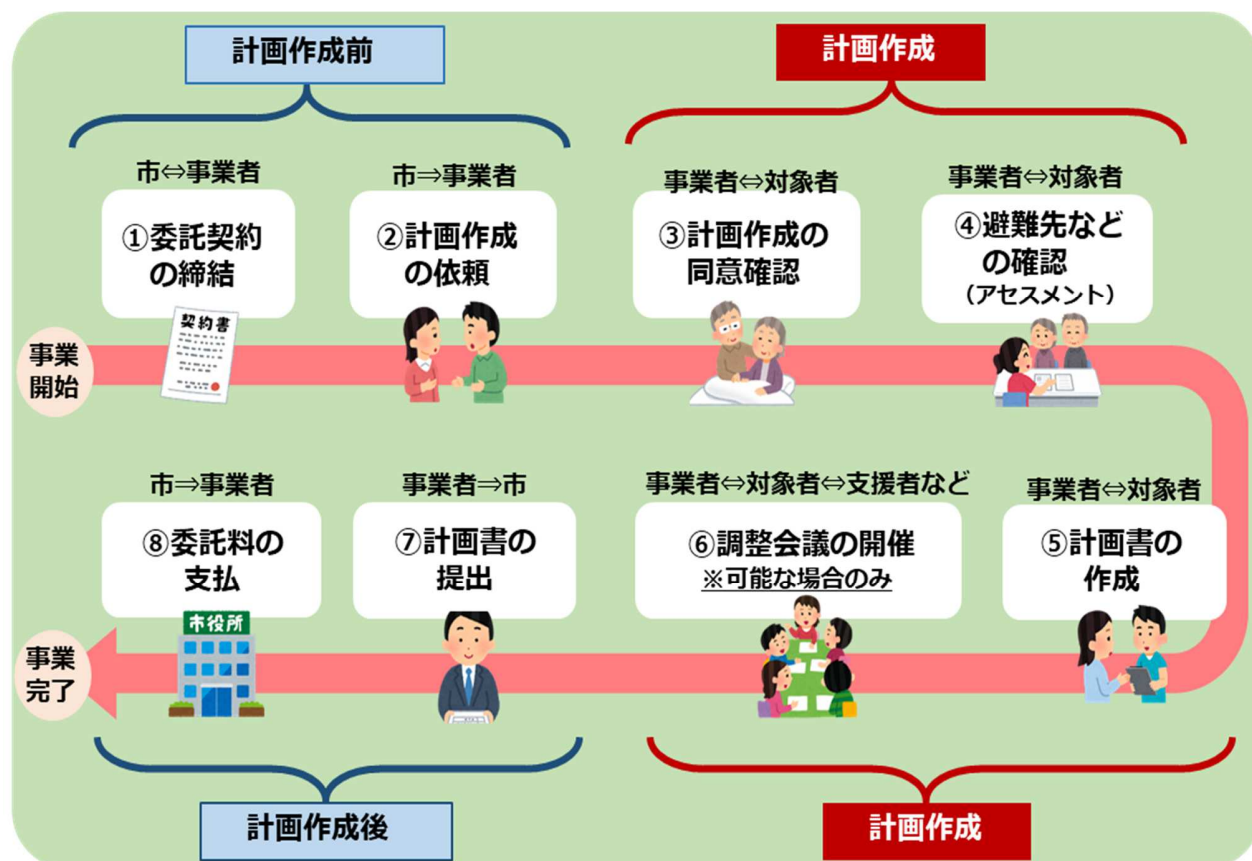 計画作成前
計画作成
市⇔事業者
①委託契約
の締結
市⇒事業者
②計画作成
の依頼
事業者⇔対象者
③計画作成の
同意確認
事業者⇔対象者
④避難先など
の確認
（アセスメント）
契約書
事業
開始
事業者⇔対象者
⑤計画書の
作成
事業者⇔対象者⇔支援者など
⑥調整会議の開催
※可能な場合のみ
事業者⇒市
⑦計画書の
提出
市⇒事業者
⑧委託料の
支払
市役所
事業
完了
計画作成後
計画作成